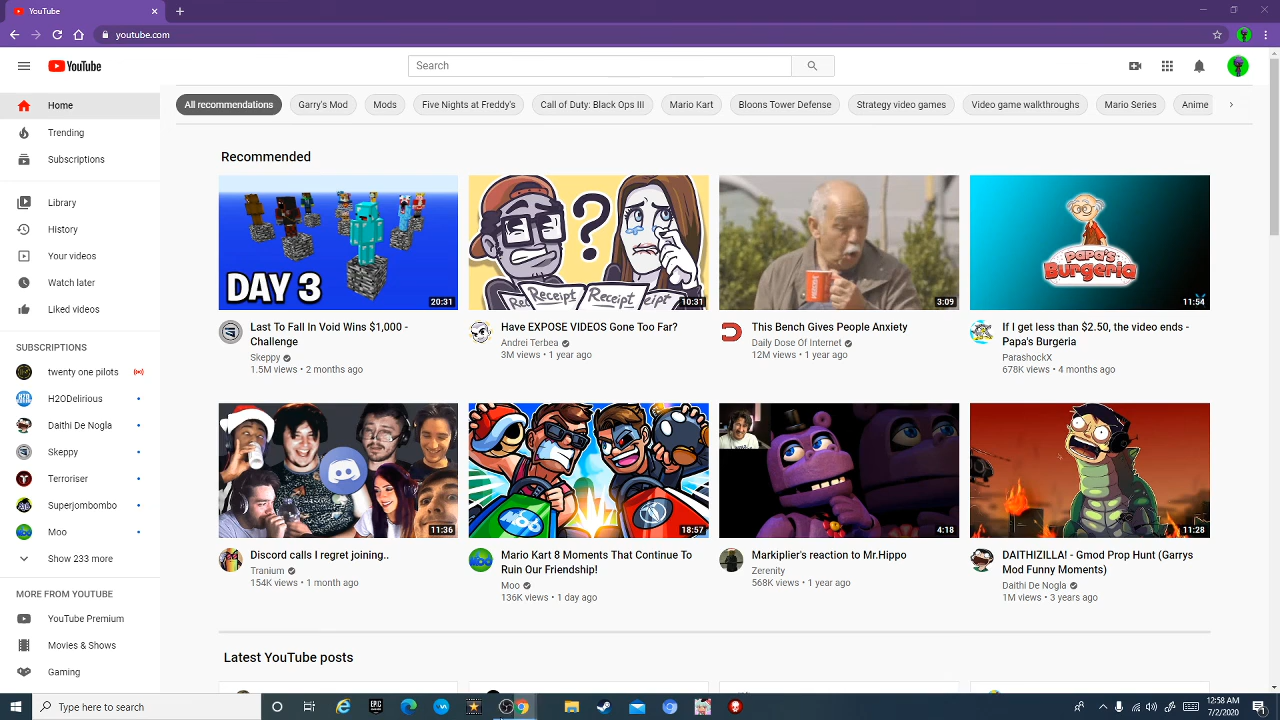 YouTube
youtube.com
YouTube
Search
All recommendations
Garry's Mod
Mods
Five Nights at Freddy's
Call of Duty: Black Ops III
Mario Kart
Bloons Tower Defense
Strategy video games
Video game walkthroughs
Mario Series
Anime
Home
Trending
Subscriptions
Library
History
Your videos
Watch later
Liked videos
SUBSCRIPTIONS
twenty one pilots
H2ODelirious
Daithi De Nogla
Skeppy
Terroriser
Superjombombo
Moo
Show 233 more
MORE FROM YOUTUBE
YouTube Premium
Movies & Shows
Gaming
Recommended
DAY 3
20:31
Last To Fall In Void Wins $1,000 -
Challenge
Skeppy
1.5M views • 2 months ago
?
Receipt
Receipt
10:31
Have EXPOSE VIDEOS Gone Too Far?
Andrei Terbea
3M views • 1 year ago
3:09
This Bench Gives People Anxiety
Daily Dose Of Internet
12M views • 1 year ago
Papa's
Burgeria
11:54
If I get less than $2.50, the video ends -
Papa's Burgeria
ParashockX
678K views • 4 months ago
11:36
Discord calls I regret joining..
Tranium
154K views • 1 month ago
moo
18:57
Mario Kart 8 Moments That Continue To
Ruin Our Friendship!
Moo
136K views • 1 day ago
4:18
Markiplier's reaction to Mr.Hippo
Zerenity
568K views • 1 year ago
11:28
DAITHIZILLA! - Gmod Prop Hunt (Garrys
Mod Funny Moments)
Daithi De Nogla
1M views • 3 years ago
Latest YouTube posts
Type here to search
EPIC
12:58 AM
7/2/2020